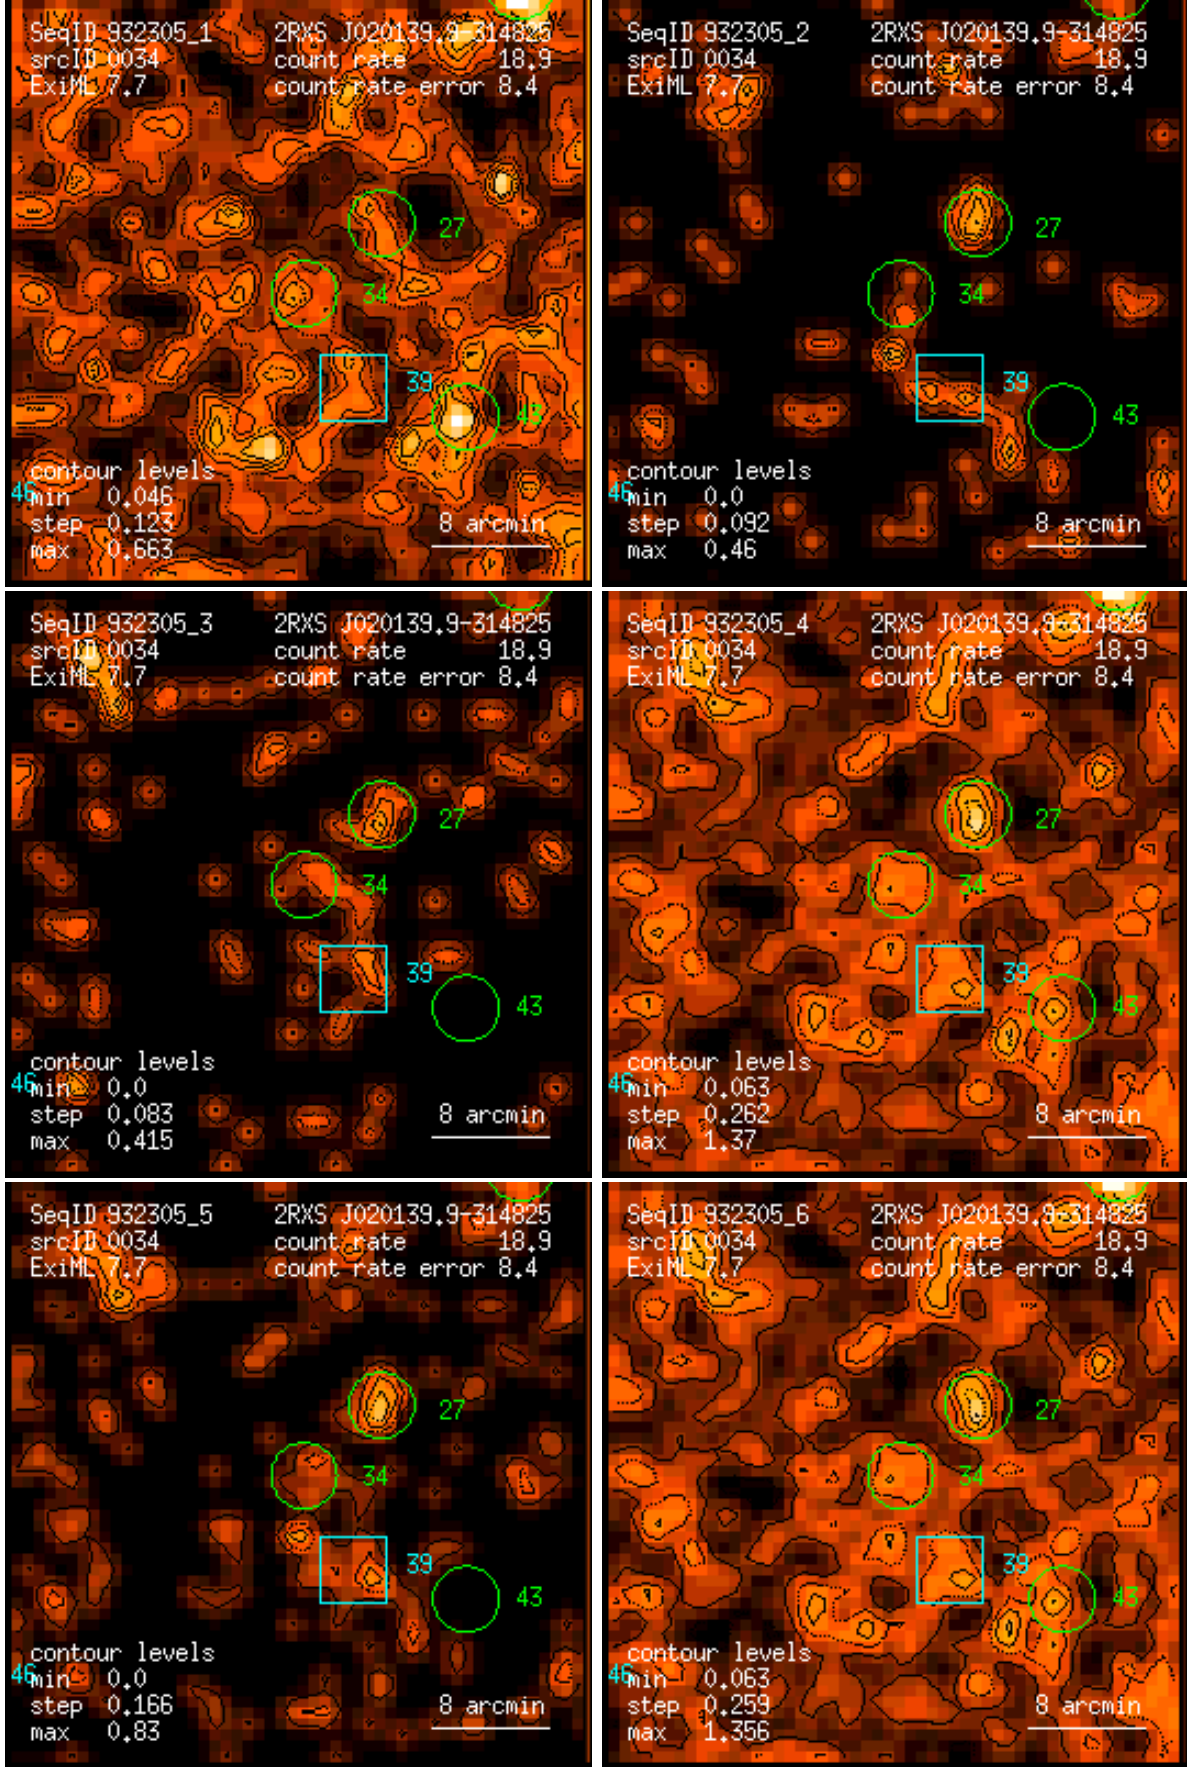 SeqID 932305_1 2RXS J020139.9-314825
srcID 0034 count rate 18.9
ExiML 7.7 count rate error 8.4
27
34
39
43
contour levels
46
min 0.046
step 0.123
max 0.663
8 arcmin
SeqID 932305_2 2RXS J020139.9-314825
srcID 0034 count rate 18.9
ExiML 7.7 count rate error 8.4
27
34
39
43
contour levels
46
min 0.0
step 0.092
max 0.46
8 arcmin
SeqID 932305_3 2RXS J020139.9-314825
srcID 0034 count rate 18.9
ExiML 7.7 count rate error 8.4
27
34
39
43
contour levels
46
min 0.0
step 0.083
max 0.415
8 arcmin
SeqID 932305_4 2RXS J020139.9-314825
srcID 0034 count rate 18.9
ExiML 7.7 count rate error 8.4
27
34
39
43
contour levels
46
min 0.063
step 0.262
max 1.37
8 arcmin
SeqID 932305_5 2RXS J020139.9-314825
srcID 0034 count rate 18.9
ExiML 7.7 count rate error 8.4
27
34
39
43
contour levels
46
min 0.0
step 0.166
max 0.83
8 arcmin
SeqID 932305_6 2RXS J020139.9-314825
srcID 0034 count rate 18.9
ExiML 7.7 count rate error 8.4
27
34
39
43
contour levels
46
min 0.063
step 0.259
max 1.356
8 arcmin